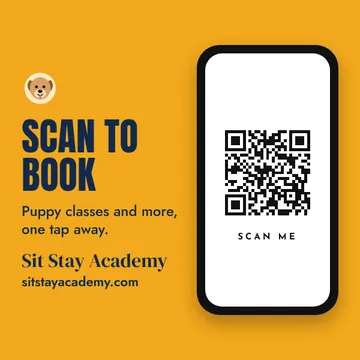 SCAN TO
BOOK
Puppy classes and more,
one tap away.
Sit Stay Academy
sitstayacademy.com
SCAN ME